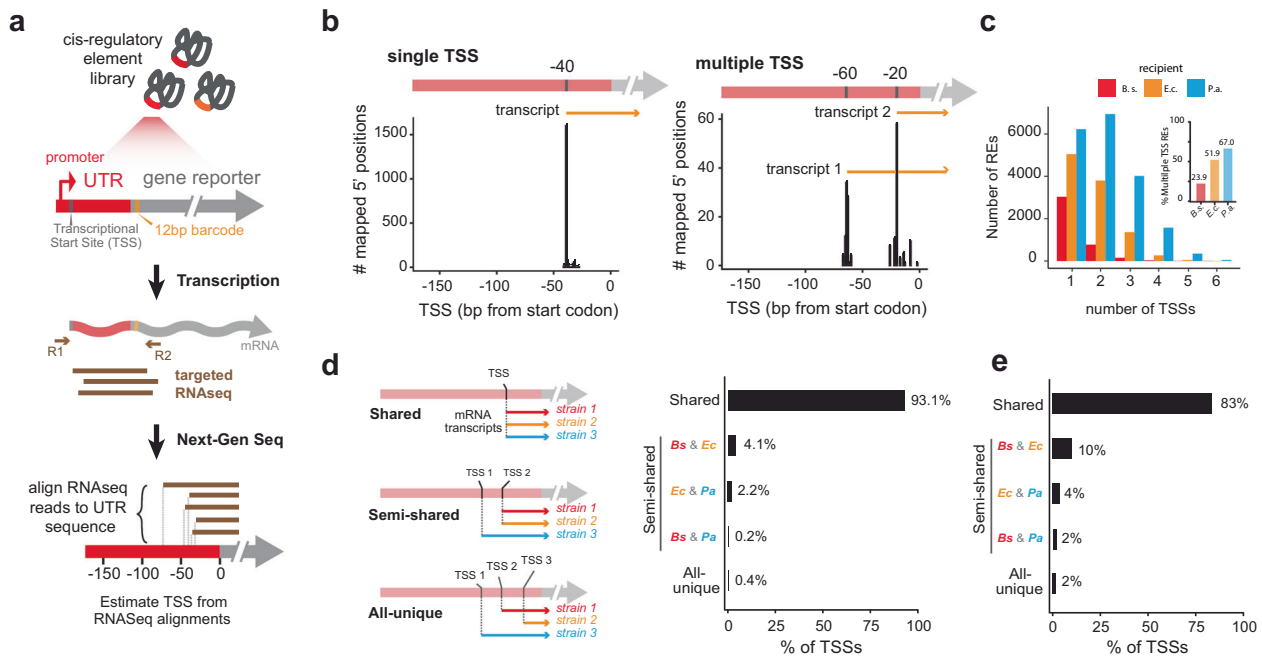 a
cis-regulatory
element
library
promoter
UTR
gene reporter
Transcriptional
Start Site (TSS)
12bp barcode
Transcription
R1
R2
mRNA
targeted
RNAseq
Next-Gen Seq
align RNAseq
reads to UTR
sequence
-150
-100
-50
0
Estimate TSS from
RNASeq alignments
b
single TSS
-40
transcript
# mapped 5' positions
1500
1000
500
0
-150
-100
-50
0
TSS (bp from start codon)
multiple TSS
-60
-20
transcript 2
transcript 1
# mapped 5' positions
60
40
20
0
-150
-100
-50
0
TSS (bp from start codon)
c
recipient
B. s.
E.c.
P.a.
Number of REs
6000
4000
2000
0
1 2 3 4 5 6
number of TSSs
% Multiple TSS REs
100
50
0
23.9
51.9
67.0
B.s.
E.c.
P.a.
d
TSS
Shared
mRNA
transcripts
strain 1
strain 2
strain 3
TSS 1
TSS 2
Semi-shared
strain 1
strain 2
strain 3
TSS 1
TSS 2
TSS 3
All-unique
strain 1
strain 2
strain 3
Shared
93.1%
Semi-shared
Bs & Ec
4.1%
Ec & Pa
2.2%
Bs & Pa
0.2%
All-
unique
0.4%
0 25 50 75 100
% of TSSs
e
Shared
83%
Semi-shared
Bs & Ec
10%
Ec & Pa
4%
Bs & Pa
2%
All-
unique
2%
0 25 50 75 100
% of TSSs